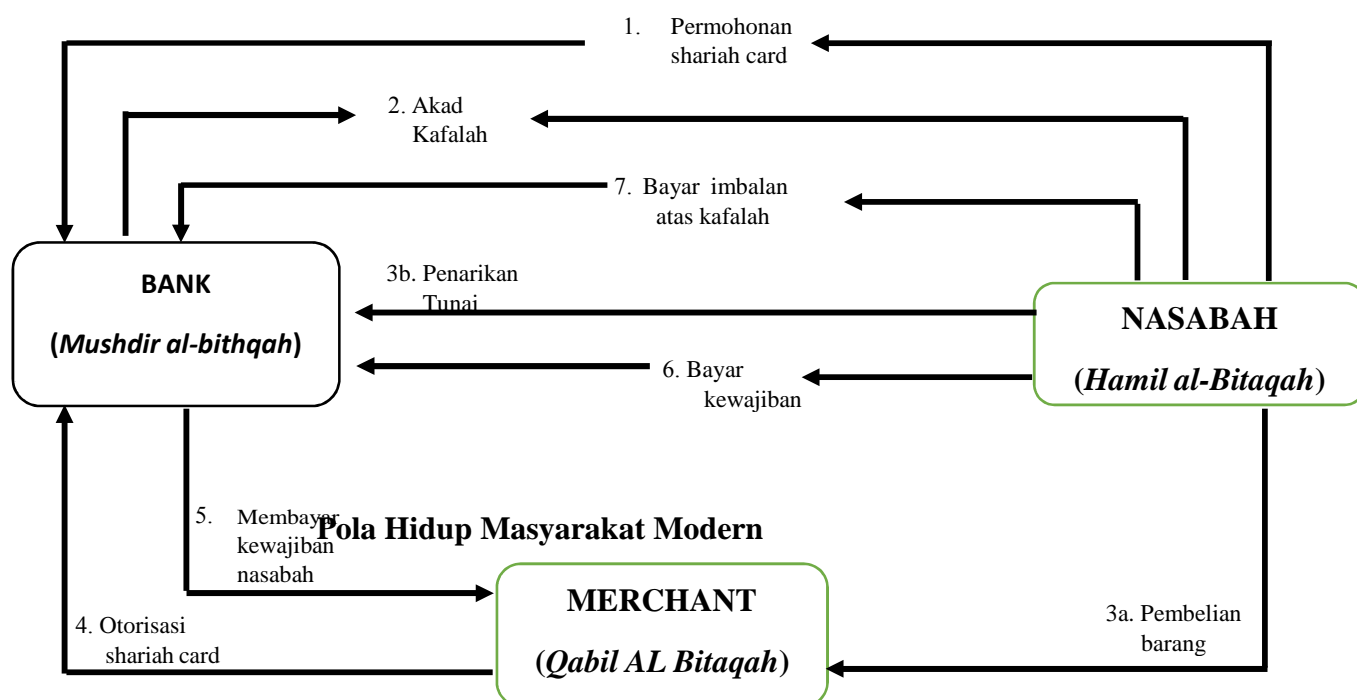 1. Permohonan
shariah card
2. Akad
Kafalah
7. Bayar imbalan
atas kafalah
3b. Penarikan
Tunai
BANK
(Mushdir al-bithqah)
NASABAH
(Hamil al-Bitaqah)
6. Bayar
kewajiban
5. Membayar
kewajiban
nasabah
Pola Hidup Masyarakat Modern
MERCHANT
(Qabil AL Bitaqah)
4. Otorisasi
shariah card
3a. Pembelian
barang